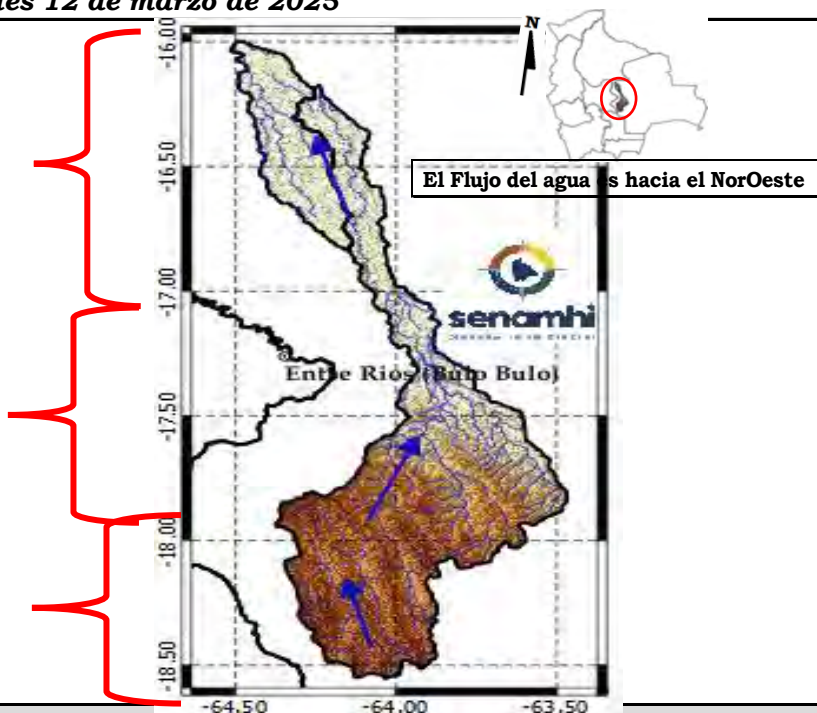 les 12 de marzo de 2025
N
El Flujo del agua es hacia el NorOeste
senamhi
Entre Ríos (Bulo Bulo)
16.00
-16.50
-17.00
-17.50
-18.00
-18.50
-64.50 -64.00 -63.50